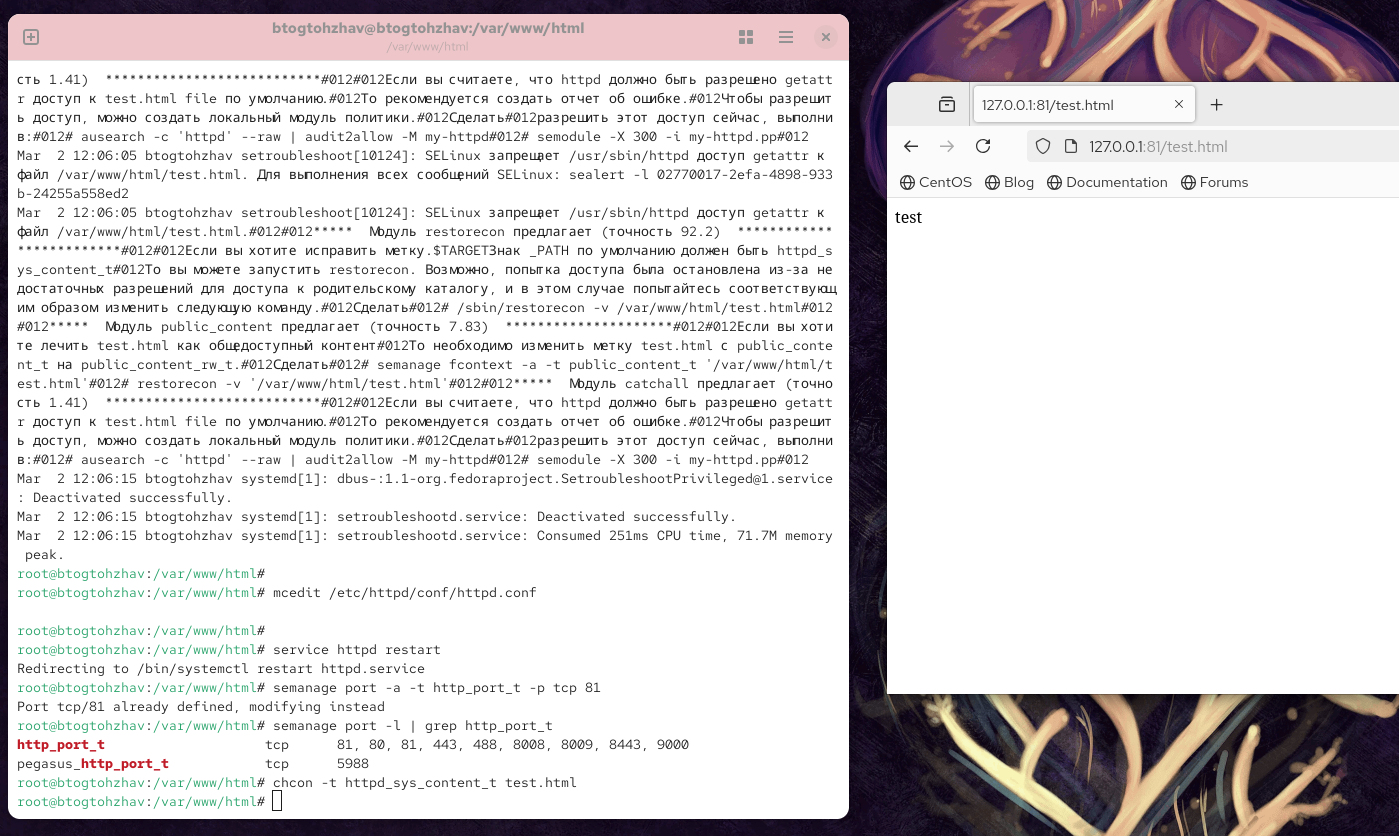 btogtohzhav@btogtohzhav:/var/www/html
/var/www/html
сть 1.41)  ***************************#012#012Если вы считаете, что httpd должно быть разрешено getatt
r доступ к test.html file по умолчанию.#012То рекомендуется создать отчет об ошибке.#012Чтобы разрешит
ь доступ, можно создать локальный модуль политики.#012Сделать#012разрешить этот доступ сейчас, выполни
в:#012# ausearch -c 'httpd' --raw | audit2allow -M my-httpd#012# semodule -X 300 -i my-httpd.pp#012
Mar  2 12:06:05 btogtohzhav setroubleshoot[10124]: SELinux запрещает /usr/sbin/httpd доступ getattr к
файл /var/www/html/test.html. Для выполнения всех сообщений SELinux: sealert -l 02770017-2efa-4898-933
b-24255a558ed2
Mar  2 12:06:05 btogtohzhav setroubleshoot[10124]: SELinux запрещает /usr/sbin/httpd доступ getattr к
файл /var/www/html/test.html.#012#012*****  Модуль restorecon предлагает (точность 92.2)  ************
*************#012#012Если вы хотите исправить метку.$TARGETЗнак _PATH по умолчанию должен быть httpd_s
ys_content_t#012То вы можете запустить restorecon. Возможно, попытка доступа была остановлена из-за не
достаточных разрешений для доступа к родительскому каталогу, и в этом случае попытайтесь соответствующ
им образом изменить следующую команду.#012Сделать#012# /sbin/restorecon -v /var/www/html/test.html#012
#012*****  Модуль public_content предлагает (точность 7.83)  *********************#012#012Если вы хоти
те лечить test.html как общедоступный контент#012То необходимо изменить метку test.html с public_conte
nt_t на public_content_rw_t.#012Сделать#012# semanage fcontext -a -t public_content_t '/var/www/html/t
est.html'#012# restorecon -v '/var/www/html/test.html'#012#012*****  Модуль catchall предлагает (точно
сть 1.41)  ***************************#012#012Если вы считаете, что httpd должно быть разрешено getatt
r доступ к test.html file по умолчанию.#012То рекомендуется создать отчет об ошибке.#012Чтобы разрешит
ь доступ, можно создать локальный модуль политики.#012Сделать#012разрешить этот доступ сейчас, выполни
в:#012# ausearch -c 'httpd' --raw | audit2allow -M my-httpd#012# semodule -X 300 -i my-httpd.pp#012
Mar  2 12:06:15 btogtohzhav systemd[1]: dbus-:1.1-org.fedoraproject.SetroubleshootPrivileged@1.service
: Deactivated successfully.
Mar  2 12:06:15 btogtohzhav systemd[1]: setroubleshootd.service: Deactivated successfully.
Mar  2 12:06:15 btogtohzhav systemd[1]: setroubleshootd.service: Consumed 251ms CPU time, 71.7M memory
 peak.
root@btogtohzhav:/var/www/html#
root@btogtohzhav:/var/www/html# mcedit /etc/httpd/conf/httpd.conf
root@btogtohzhav:/var/www/html#
root@btogtohzhav:/var/www/html# service httpd restart
Redirecting to /bin/systemctl restart httpd.service
root@btogtohzhav:/var/www/html# semanage port -a -t http_port_t -p tcp 81
Port tcp/81 already defined, modifying instead
root@btogtohzhav:/var/www/html# semanage port -l | grep http_port_t
http_port_t                    tcp      81, 80, 81, 443, 488, 8008, 8009, 8443, 9000
pegasus_http_port_t            tcp      5988
root@btogtohzhav:/var/www/html# chcon -t httpd_sys_content_t test.html
root@btogtohzhav:/var/www/html#
127.0.0.1:81/test.html
127.0.0.1:81/test.html
CentOS Blog Documentation Forums
test